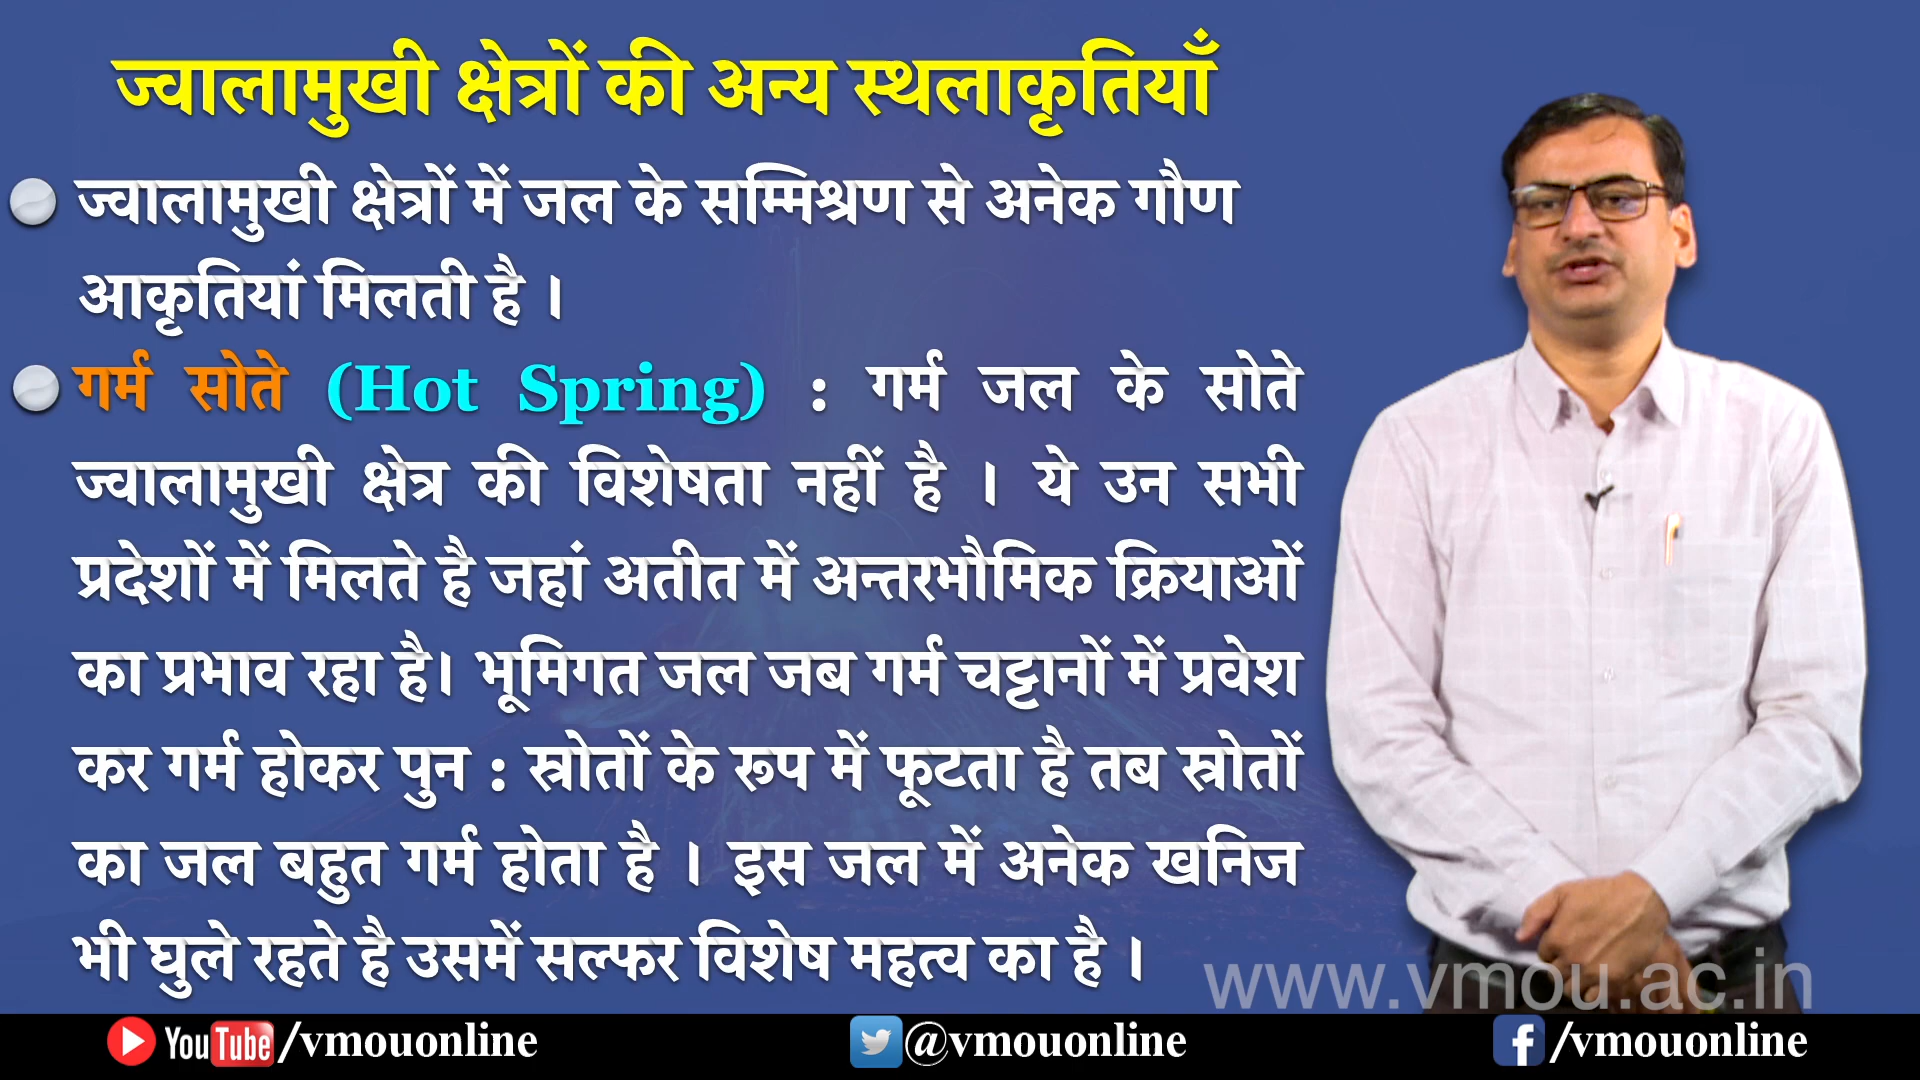 ज्वालामुखी क्षेत्रों की अन्य स्थलाकृतियाँ
ज्वालामुखी क्षेत्रों में जल के सम्मिश्रण से अनेक गौण
आकृतियां मिलती है ।
गर्म सोते (Hot Spring) : गर्म जल के सोते
ज्वालामुखी क्षेत्र की विशेषता नहीं है । ये उन सभी
प्रदेशों में मिलते है जहां अतीत में अन्तरभौमिक क्रियाओं
का प्रभाव रहा है। भूमिगत जल जब गर्म चट्टानों में प्रवेश
कर गर्म होकर पुन : स्रोतों के रूप में फूटता है तब स्रोतों
का जल बहुत गर्म होता है । इस जल में अनेक खनिज
भी घुले रहते है उसमें सल्फर विशेष महत्व का है ।
www.vmou.ac.in
YouTube /vmouonline @vmouonline f /vmouonline